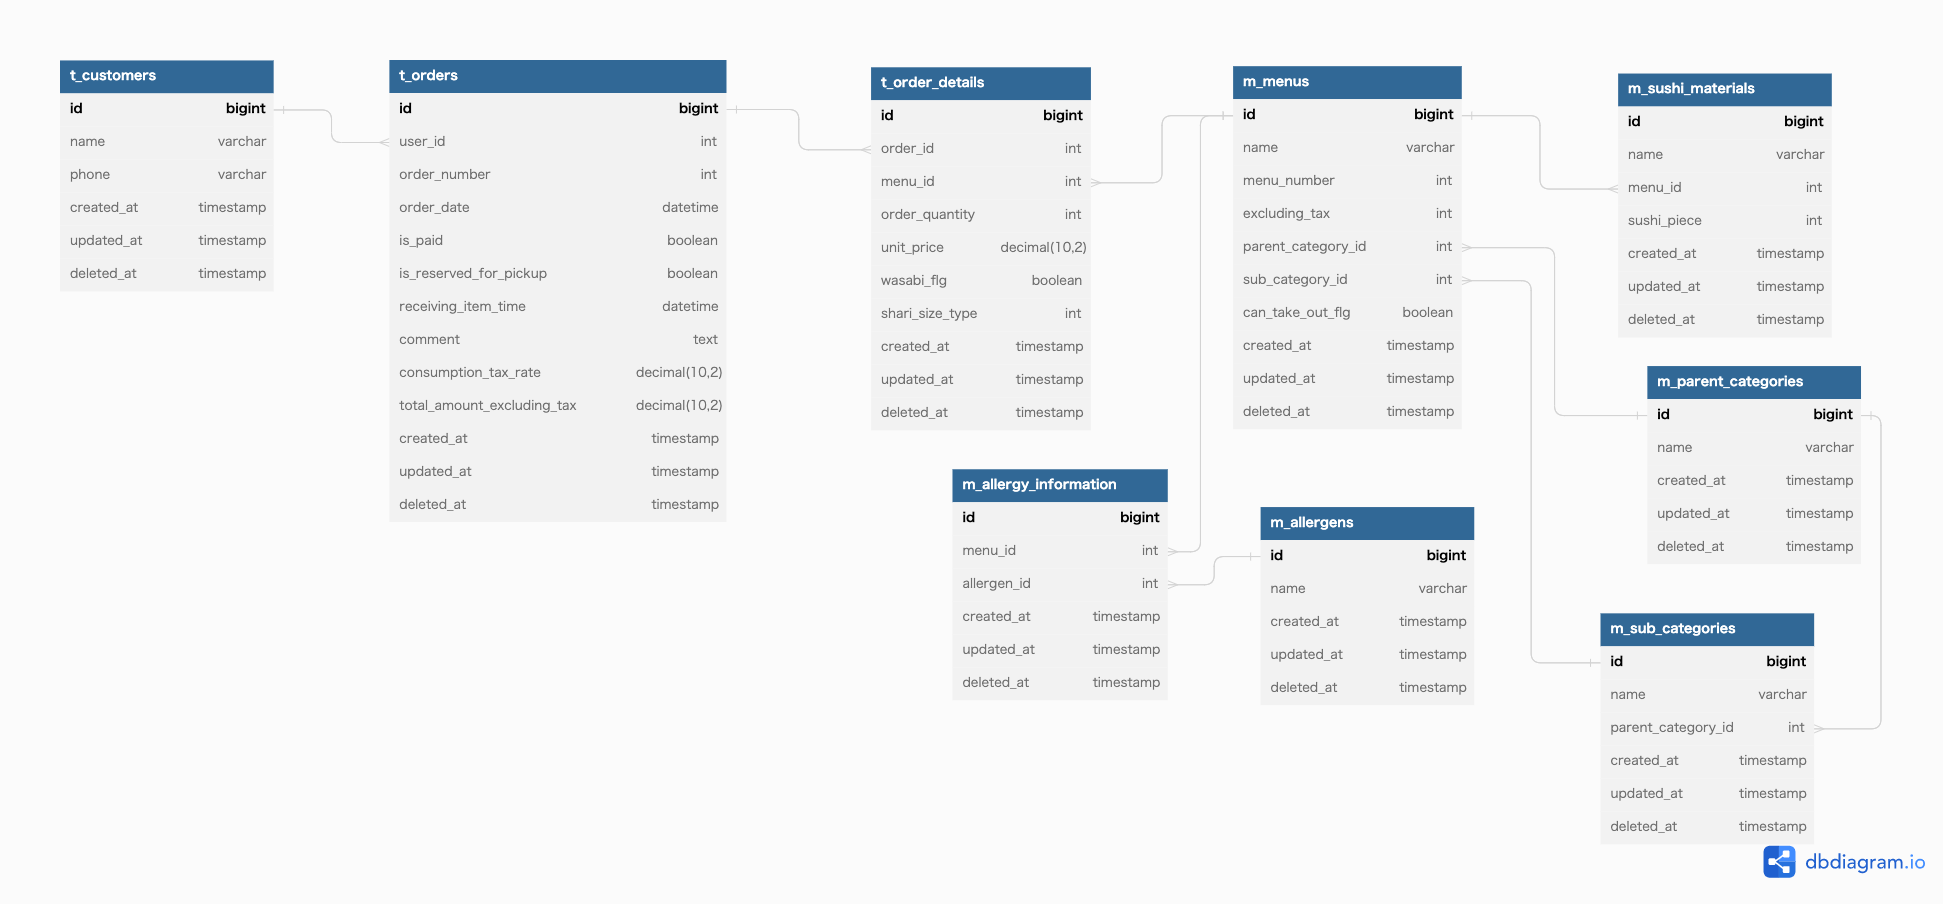 t_customers
id bigint
name varchar
phone varchar
created_at timestamp
updated_at timestamp
deleted_at timestamp
t_orders
id bigint
user_id int
order_number int
order_date datetime
is_paid boolean
is_reserved_for_pickup boolean
receiving_item_time datetime
comment text
consumption_tax_rate decimal(10,2)
total_amount_excluding_tax decimal(10,2)
created_at timestamp
updated_at timestamp
deleted_at timestamp
t_order_details
id bigint
order_id int
menu_id int
order_quantity int
unit_price decimal(10,2)
wasabi_flg boolean
shari_size_type int
created_at timestamp
updated_at timestamp
deleted_at timestamp
m_menus
id bigint
name varchar
menu_number int
excluding_tax int
parent_category_id int
sub_category_id int
can_take_out_flg boolean
created_at timestamp
updated_at timestamp
deleted_at timestamp
m_sushi_materials
id bigint
name varchar
menu_id int
sushi_piece int
created_at timestamp
updated_at timestamp
deleted_at timestamp
m_parent_categories
id bigint
name varchar
created_at timestamp
updated_at timestamp
deleted_at timestamp
m_allergy_information
id bigint
menu_id int
allergen_id int
created_at timestamp
updated_at timestamp
deleted_at timestamp
m_allergens
id bigint
name varchar
created_at timestamp
updated_at timestamp
deleted_at timestamp
m_sub_categories
id bigint
name varchar
parent_category_id int
created_at timestamp
updated_at timestamp
deleted_at timestamp
dbdiagram.io